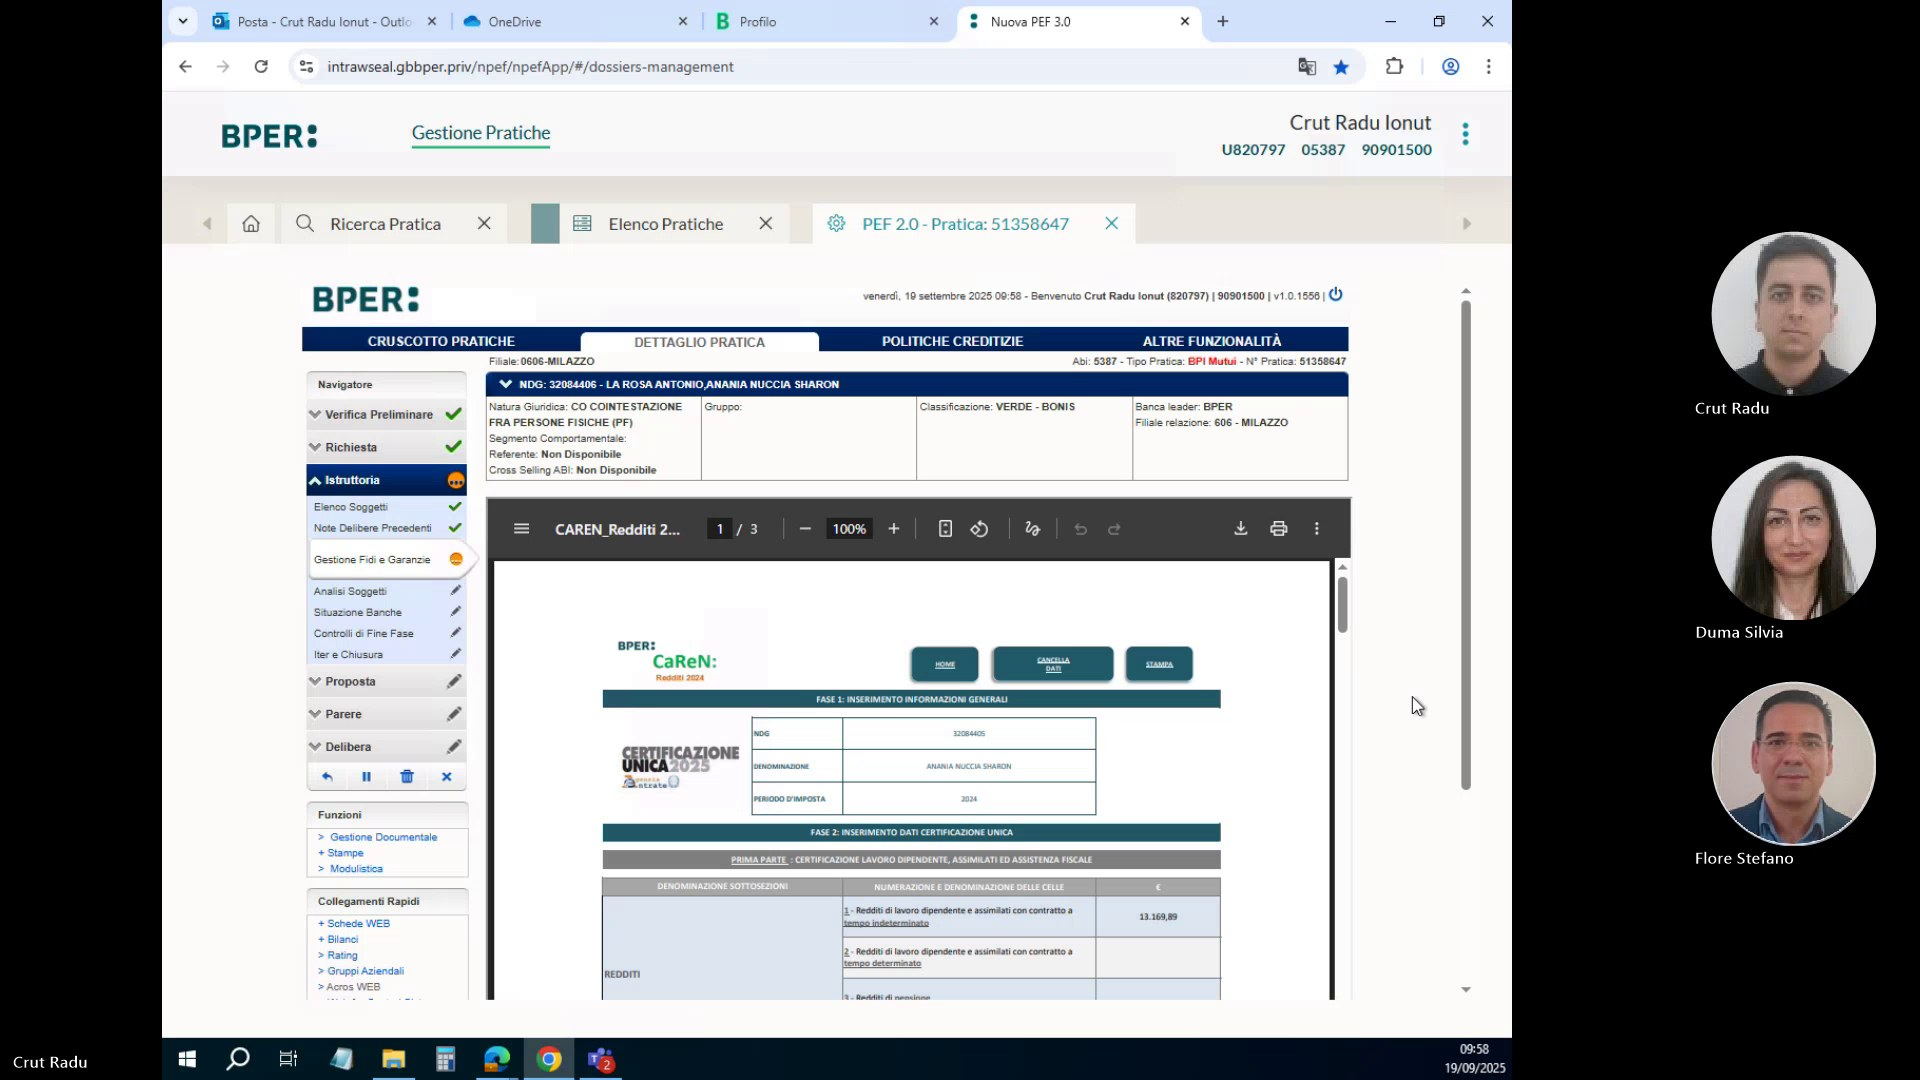 Posta - Crut Radu Ionut - Outlo
OneDrive
Profilo
Nuova PEF 3.0
intrawseal.gbbper.priv/npef/npefApp/#/dossiers-management
BPER:
Gestione Pratiche
Crut Radu Ionut
U820797 05387 90901500
Ricerca Pratica
Elenco Pratiche
PEF 2.0 - Pratica: 51358647
BPER:
venerdì, 19 settembre 2025 09:58 - Benvenuto Crut Radu Ionut (820797) | 90901500 | v1.0.1556 |
CRUSCOTTO PRATICHE
DETTAGLIO PRATICA
POLITICHE CREDITIZIE
ALTRE FUNZIONALITÀ
Filiale: 0606-MILAZZO
Abi: 5387 - Tipo Pratica: BPI Mutui - N° Pratica: 51358647
Navigatore
Verifica Preliminare
Richiesta
Istruttoria
Elenco Soggetti
Note Delibere Precedenti
Gestione Fidi e Garanzie
Analisi Soggetti
Situazione Banche
Controlli di Fine Fase
Iter e Chiusura
Proposta
Parere
Delibera
Funzioni
> Gestione Documentale
+ Stampe
> Modulistica
Collegamenti Rapidi
+ Schede WEB
+ Bilanci
> Rating
> Gruppi Aziendali
> Acros WEB
NDG: 32084406 - LA ROSA ANTONIO,ANANIA NUCCIA SHARON
Natura Giuridica: CO COINTESTAZIONE
FRA PERSONE FISICHE (PF)
Segmento Comportamentale:
Referente: Non Disponibile
Cross Selling ABI: Non Disponibile
Gruppo:
Classificazione: VERDE - BONIS
Banca leader: BPER
Filiale relazione: 606 - MILAZZO
CAREN_Redditi 2...
1 / 3
100%
BPER:
CaReN:
Redditi 2024
HOME
CANCELLA
DATI
STAMPA
FASE 1: INSERIMENTO INFORMAZIONI GENERALI
CERTIFICAZIONE
UNICA2025
NDG
32084405
DENOMINAZIONE
ANANIA NUCCIA SHARON
PERIODO D'IMPOSTA
2024
FASE 2: INSERIMENTO DATI CERTIFICAZIONE UNICA
PRIMA PARTE : CERTIFICAZIONE LAVORO DIPENDENTE, ASSIMILATI ED ASSISTENZA FISCALE
DENOMINAZIONE SOTTOSEZIONI
NUMERAZIONE E DENOMINAZIONE DELLE CELLE
€
REDDITI
1 - Redditi di lavoro dipendente e assimilati con contratto a
tempo indeterminato
13.169,89
2 - Redditi di lavoro dipendente e assimilati con contratto a
tempo determinato
3 - Redditi di pensione
Crut Radu
Duma Silvia
Flore Stefano
Crut Radu
2
09:58
19/09/2025